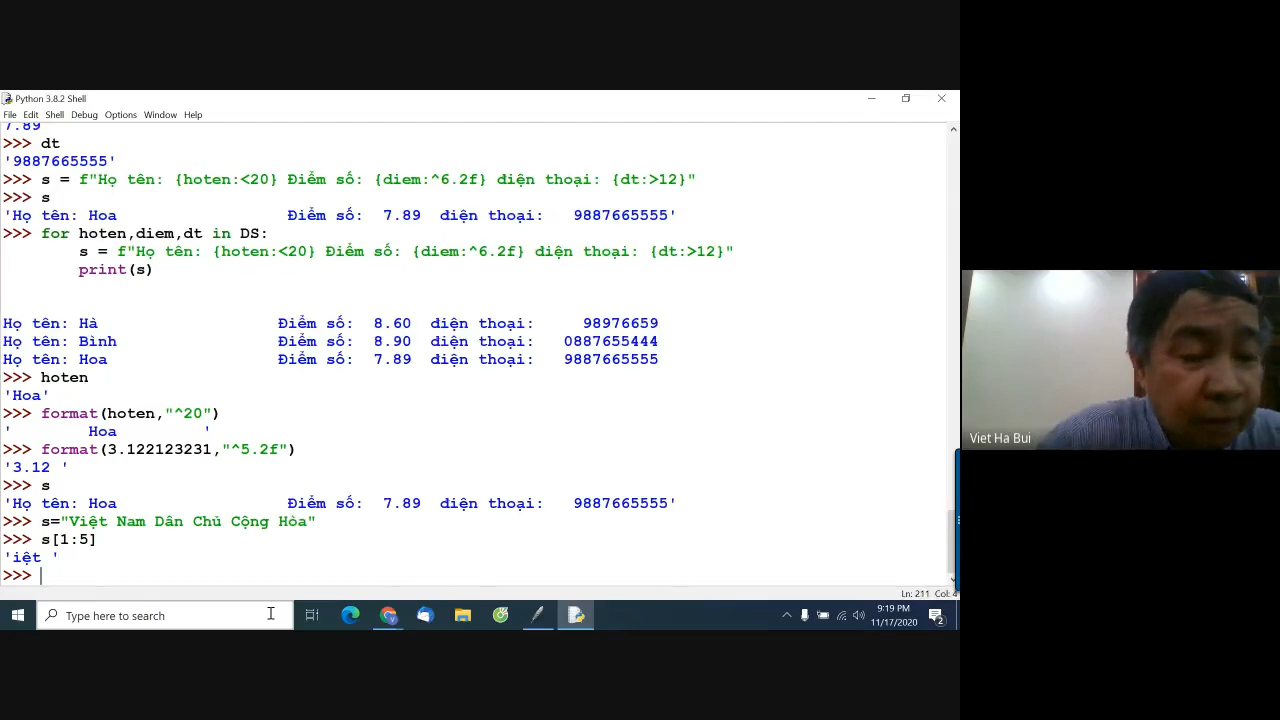 Python 3.8.2 Shell
File Edit Shell Debug Options Window Help
7.89
>>> dt
'9887665555'
>>> s = f"Họ tên: {hoten:<20} Điểm số: {diem:^6.2f} điện thoại: {dt:>12}"
>>> s
'Họ tên: Hoa                  Điểm số:  7.89  điện thoại:   9887665555'
>>> for hoten,diem,dt in DS:
        s = f"Họ tên: {hoten:<20} Điểm số: {diem:^6.2f} điện thoại: {dt:>12}"
        print(s)
Họ tên: Hà                   Điểm số:  8.60  điện thoại:     98976659
Họ tên: Bình                 Điểm số:  8.90  điện thoại:   0887655444
Họ tên: Hoa                  Điểm số:  7.89  điện thoại:   9887665555
>>> hoten
'Hoa'
>>> format(hoten,"^20")
'        Hoa         '
>>> format(3.122123231,"^5.2f")
'3.12 '
>>> s
'Họ tên: Hoa                  Điểm số:  7.89  điện thoại:   9887665555'
>>> s="Việt Nam Dân Chủ Cộng Hòa"
>>> s[1:5]
'iệt '
>>>
Ln: 211 Col: 4
Type here to search
9:19 PM
11/17/2020
2
Viet Ha Bui